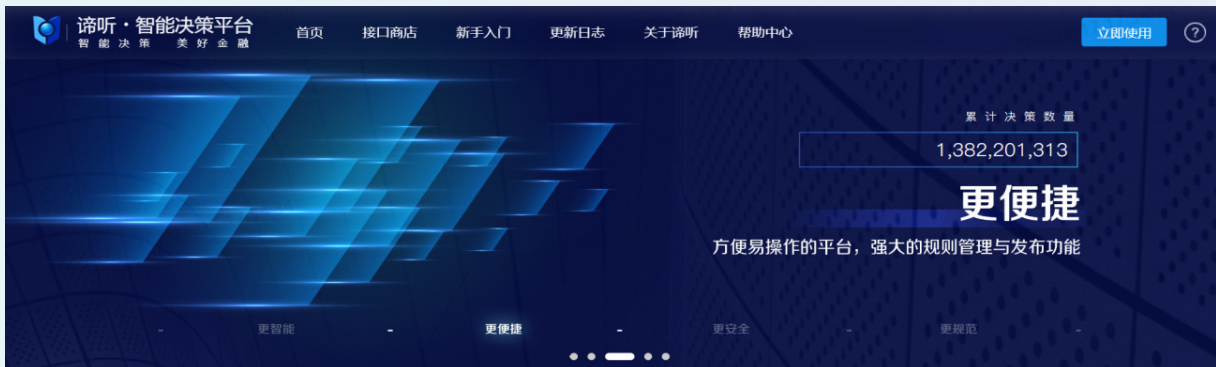 谛听·智能决策平台
智能决策 美好金融
首页 接口商店 新手入门 更新日志 关于谛听 帮助中心
立即使用 ?
累计决策数量
1,382,201,313
更便捷
方便易操作的平台，强大的规则管理与发布功能
- 更智能 - 更便捷 - 更安全 - 更规范 -